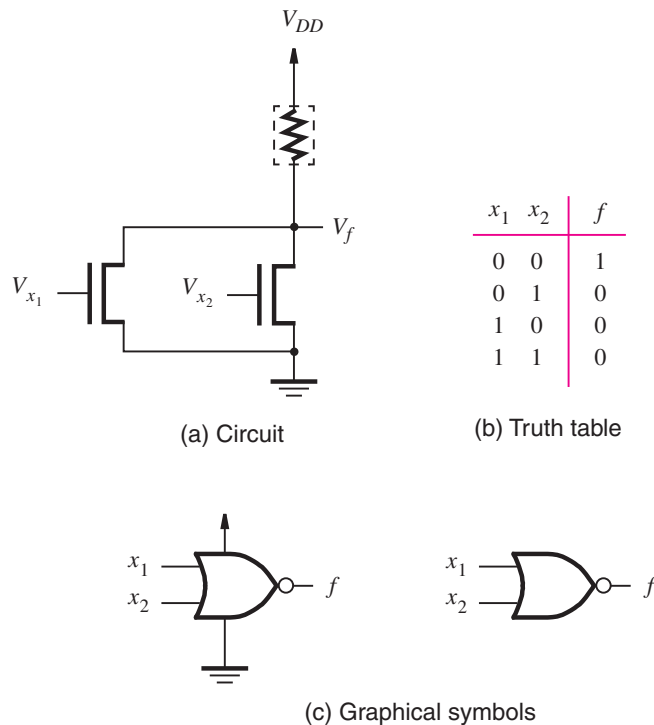 V_DD
V_f
V_x1
V_x2
(a) Circuit
x1 x2 f
0 0 1
0 1 0
1 0 0
1 1 0
(b) Truth table
x1
x2
f
x1
x2
f
(c) Graphical symbols